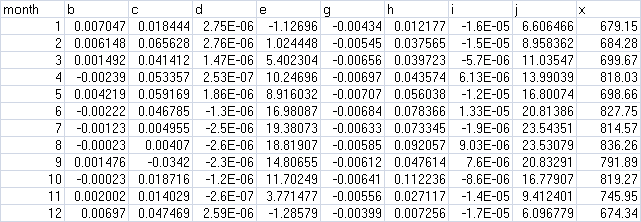 month b c d e g h i j x
1 0.007047 0.018444 2.75E-06 -1.12696 -0.00434 0.012177 -1.6E-05 6.606466 679.15
2 0.006148 0.065628 2.76E-06 1.024448 -0.00545 0.037565 -1.5E-05 8.958362 684.28
3 0.001492 0.041412 1.47E-06 5.402304 -0.00656 0.039723 -5.7E-06 11.03547 699.67
4 -0.00239 0.053357 2.53E-07 10.24696 -0.00697 0.043574 6.13E-06 13.99039 818.03
5 0.004219 0.059169 1.86E-06 8.916032 -0.00707 0.056038 -1.2E-05 16.80074 698.66
6 -0.00222 0.046785 -1.3E-06 16.98087 -0.00684 0.078366 1.33E-05 20.81386 827.75
7 -0.00123 0.004955 -2.5E-06 19.38073 -0.00633 0.073345 -1.9E-06 23.54351 814.57
8 -0.00023 0.00407 -2.6E-06 18.81907 -0.00585 0.092057 9.03E-06 23.53079 836.26
9 0.001476 -0.0342 -2.3E-06 14.80655 -0.00612 0.047614 7.6E-06 20.83291 791.89
10 -0.00023 0.018716 -1.2E-06 11.70249 -0.00641 0.112236 -8.6E-06 16.77907 819.27
11 0.002002 0.014029 -2.6E-07 3.771477 -0.00556 0.027117 -1.4E-05 9.412401 745.95
12 0.00697 0.047469 2.59E-06 -1.28579 -0.00399 0.007256 -1.7E-05 6.096779 674.34